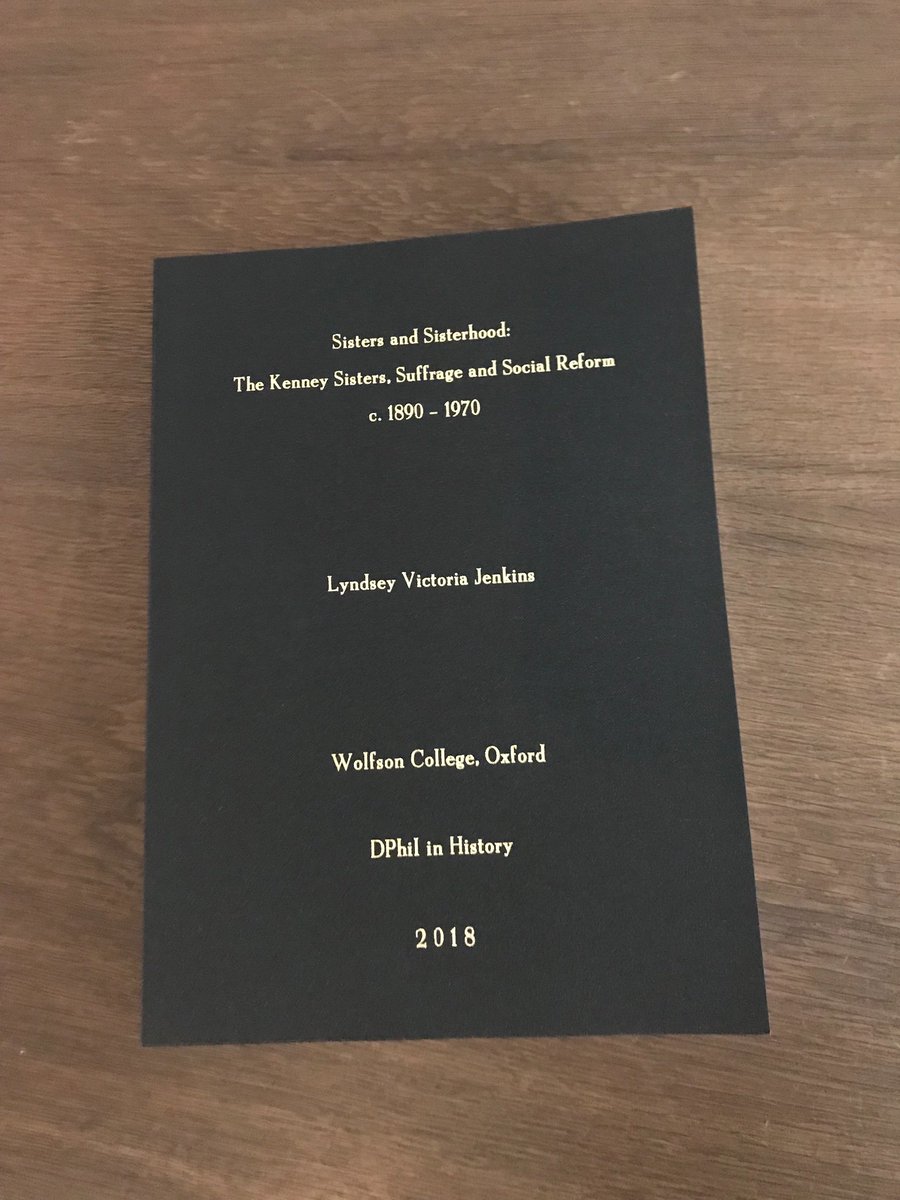 Sisters and Sisterhood:
The Kenney Sisters, Suffrage and Social Reform
c. 1890 – 1970
Lyndsey Victoria Jenkins
Wolfson College, Oxford
DPhil in History
2018